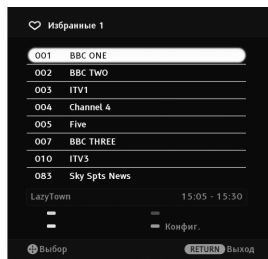 Избранные 1
001 BBC ONE
002 BBC TWO
003 ITV1
004 Channel 4
005 Five
007 BBC THREE
010 ITV3
083 Sky Spts News
LazyTown 15:05 - 15:30
Конфиг.
Выбор RETURN Выход